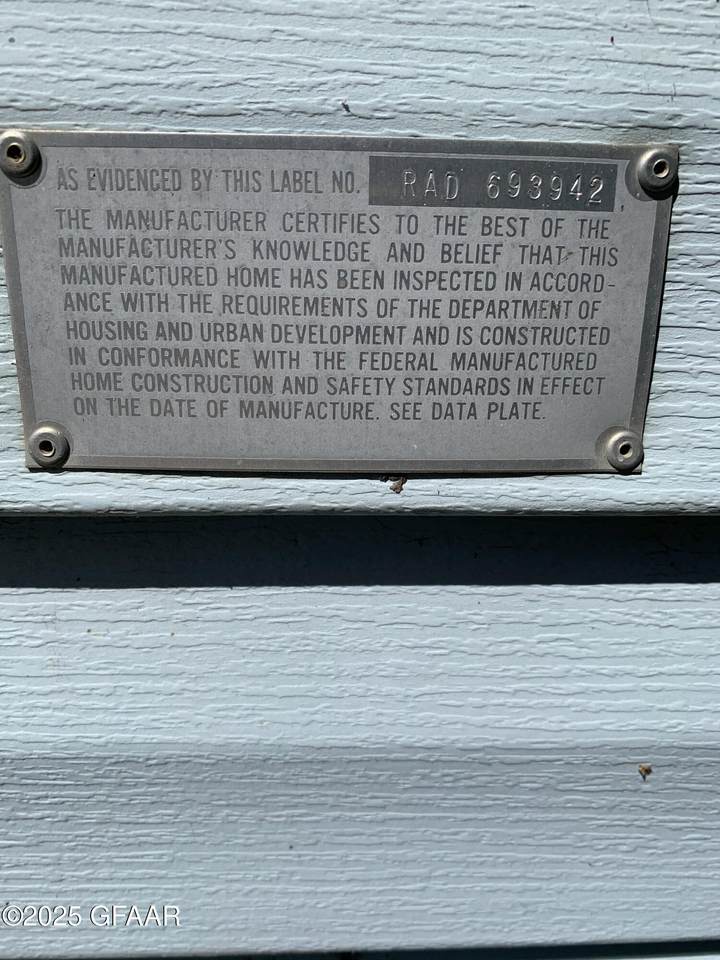 AS EVIDENCED BY THIS LABEL NO. RAD 693942
THE MANUFACTURER CERTIFIES TO THE BEST OF THE
MANUFACTURER'S KNOWLEDGE AND BELIEF THAT THIS
MANUFACTURED HOME HAS BEEN INSPECTED IN ACCORD-
ANCE WITH THE REQUIREMENTS OF THE DEPARTMENT OF
HOUSING AND URBAN DEVELOPMENT AND IS CONSTRUCTED
IN CONFORMANCE WITH THE FEDERAL MANUFACTURED
HOME CONSTRUCTION AND SAFETY STANDARDS IN EFFECT
ON THE DATE OF MANUFACTURE. SEE DATA PLATE.
©2025 GFAAR